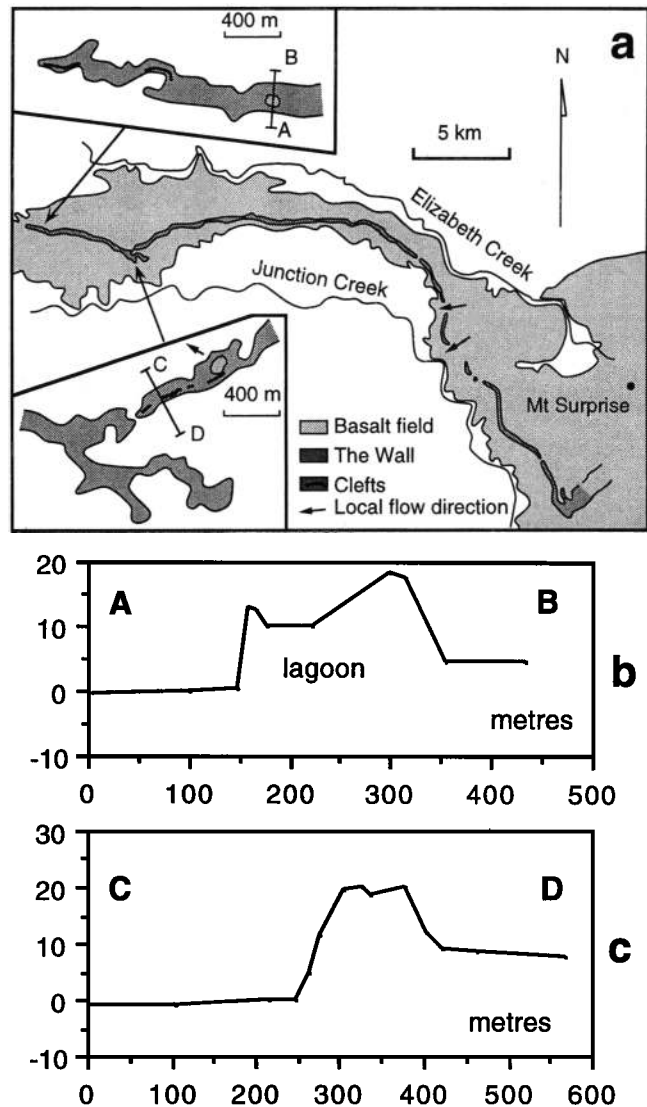 400 m
a
B
N
A
5 km
Elizabeth Creek
Junction Creek
C
400 m
Mt Surprise
D
Basalt field
The Wall
Clefts
Local flow direction
20
A
B
10
lagoon
b
0
metres
-10
0 100 200 300 400 500
30
C
D
20
10
c
0
metres
-10
0 100 200 300 400 500 600